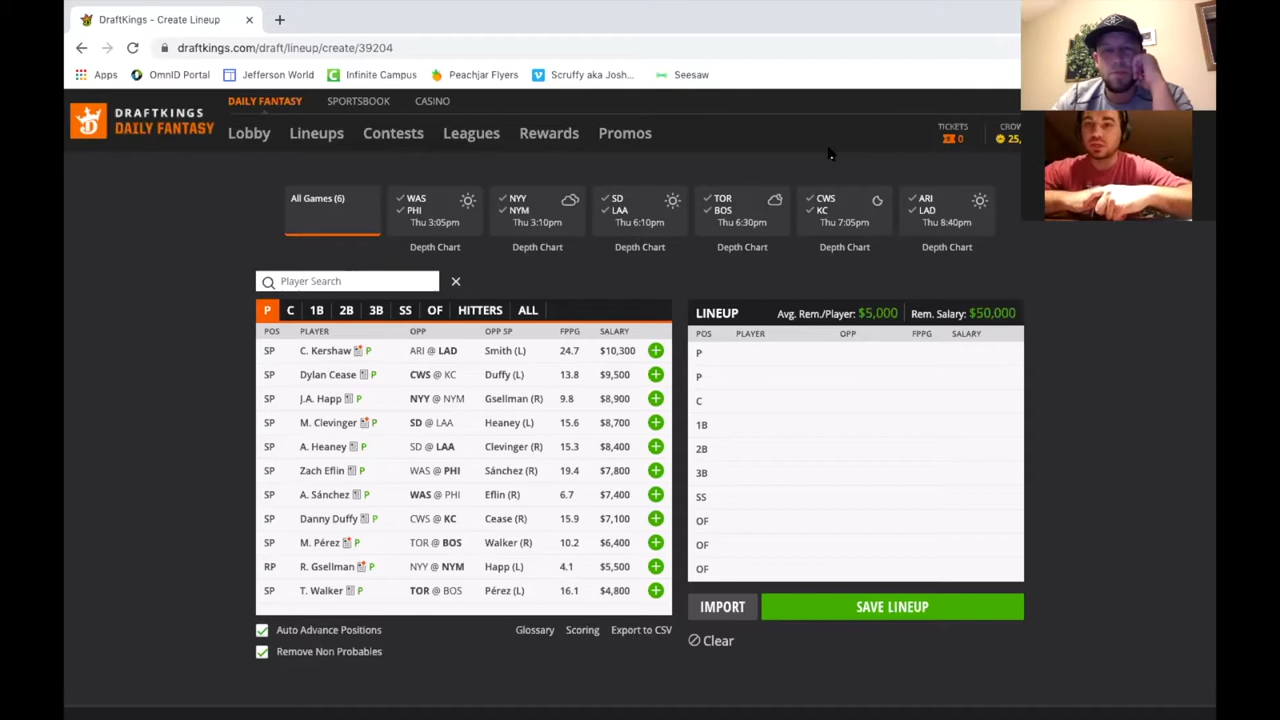 DraftKings - Create Lineup
draftkings.com/draft/lineup/create/39204
Apps OmnID Portal Jefferson World Infinite Campus Peachjar Flyers Scruffy aka Josh... Seesaw
DRAFTKINGS
DAILY FANTASY
DAILY FANTASY SPORTSBOOK CASINO
Lobby Lineups Contests Leagues Rewards Promos
TICKETS CROW
0 25,
All Games (6) WAS NYY SD TOR CWS ARI
PHI NYM LAA BOS KC LAD
Thu 3:05pm Thu 3:10pm Thu 6:10pm Thu 6:30pm Thu 7:05pm Thu 8:40pm
Depth Chart Depth Chart Depth Chart Depth Chart Depth Chart Depth Chart
Player Search
P C 1B 2B 3B SS OF HITTERS ALL
POS PLAYER OPP OPP SP FPPG SALARY
SP C. Kershaw P ARI @ LAD Smith (L) 24.7 $10,300
SP Dylan Cease P CWS @ KC Duffy (L) 13.8 $9,500
SP J.A. Happ P NYY @ NYM Gsellman (R) 9.8 $8,900
SP M. Clevinger P SD @ LAA Heaney (L) 15.6 $8,700
SP A. Heaney P SD @ LAA Clevinger (R) 15.3 $8,400
SP Zach Eflin P WAS @ PHI Sánchez (R) 19.4 $7,800
SP A. Sánchez P WAS @ PHI Eflin (R) 6.7 $7,400
SP Danny Duffy P CWS @ KC Cease (R) 15.9 $7,100
SP M. Pérez P TOR @ BOS Walker (R) 10.2 $6,400
RP R. Gsellman P NYY @ NYM Happ (L) 4.1 $5,500
SP T. Walker P TOR @ BOS Pérez (L) 16.1 $4,800
Auto Advance Positions Glossary Scoring Export to CSV
Remove Non Probables
LINEUP Avg. Rem./Player: $5,000 Rem. Salary: $50,000
POS PLAYER OPP FPPG SALARY
P
P
C
1B
2B
3B
SS
OF
OF
OF
IMPORT SAVE LINEUP
Clear